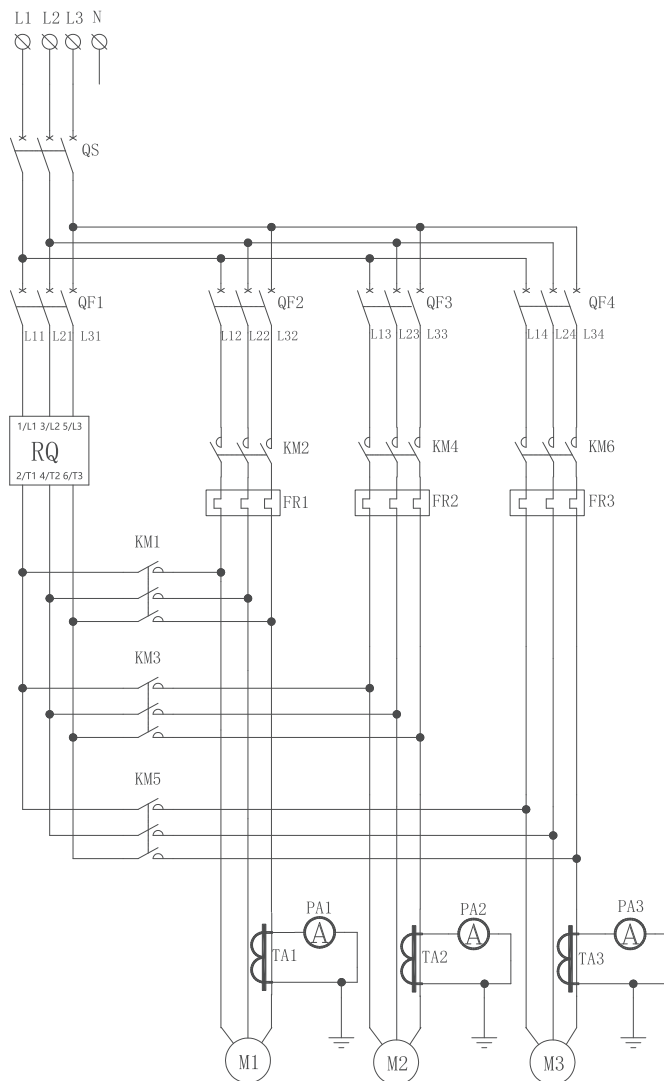 L1 L2 L3 N
QS
QF1 QF2 QF3 QF4
L11 L21 L31 L12 L22 L32 L13 L23 L33 L14 L24 L34
1/L1 3/L2 5/L3
RQ
2/T1 4/T2 6/T3
KM2 KM4 KM6
FR1 FR2 FR3
KM1
KM3
KM5
PA1 PA2 PA3
A A A
TA1 TA2 TA3
M1 M2 M3